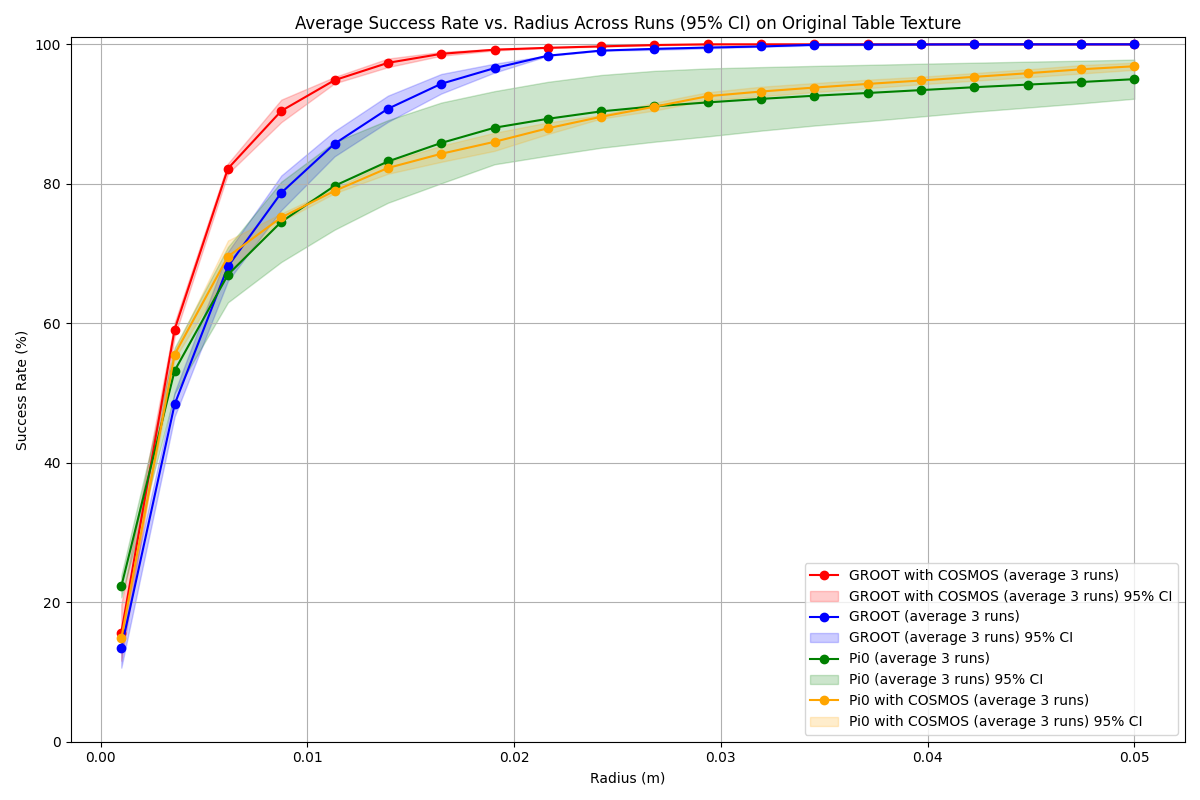 Average Success Rate vs. Radius Across Runs (95% CI) on Original Table Texture
Success Rate (%)
100
80
60
40
20
0
0.00 0.01 0.02 0.03 0.04 0.05
Radius (m)
GROOT with COSMOS (average 3 runs)
GROOT with COSMOS (average 3 runs) 95% CI
GROOT (average 3 runs)
GROOT (average 3 runs) 95% CI
Pi0 (average 3 runs)
Pi0 (average 3 runs) 95% CI
Pi0 with COSMOS (average 3 runs)
Pi0 with COSMOS (average 3 runs) 95% CI